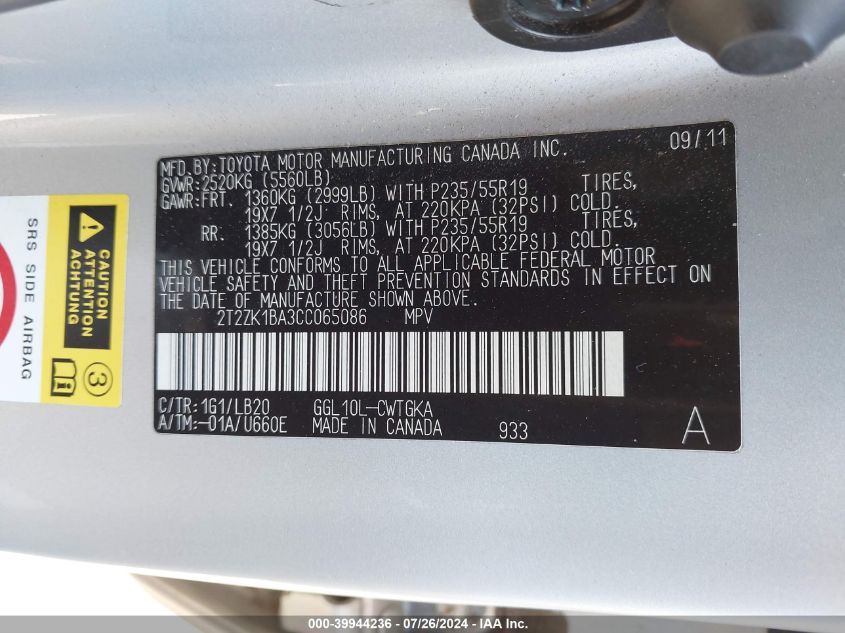 MFD.BY:TOYOTA MOTOR MANUFACTURING CANADA INC. 09/11
GVWR:2520KG (5560LB)
GAWR:FRT. 1360KG (2999LB) WITH P235/55R19 TIRES,
19X7 1/2J RIMS, AT 220KPA (32PSI) COLD.
RR. 1385KG (3056LB) WITH P235/55R19 TIRES,
19X7 1/2J RIMS, AT 220KPA (32PSI) COLD.
THIS VEHICLE CONFORMS TO ALL APPLICABLE FEDERAL MOTOR
VEHICLE SAFETY AND THEFT PREVENTION STANDARDS IN EFFECT ON
THE DATE OF MANUFACTURE SHOWN ABOVE.
2T2ZK1BA3CC065086 MPV
C/TR:1G1/LB20 GGL10L-CWTGKA
A/TM:-01A/U660E MADE IN CANADA 933 A
CAUTION
ATTENTION
ACHTUNG
3
i
SRS SIDE AIRBAG
000-39944236 - 07/26/2024 - IAA Inc.